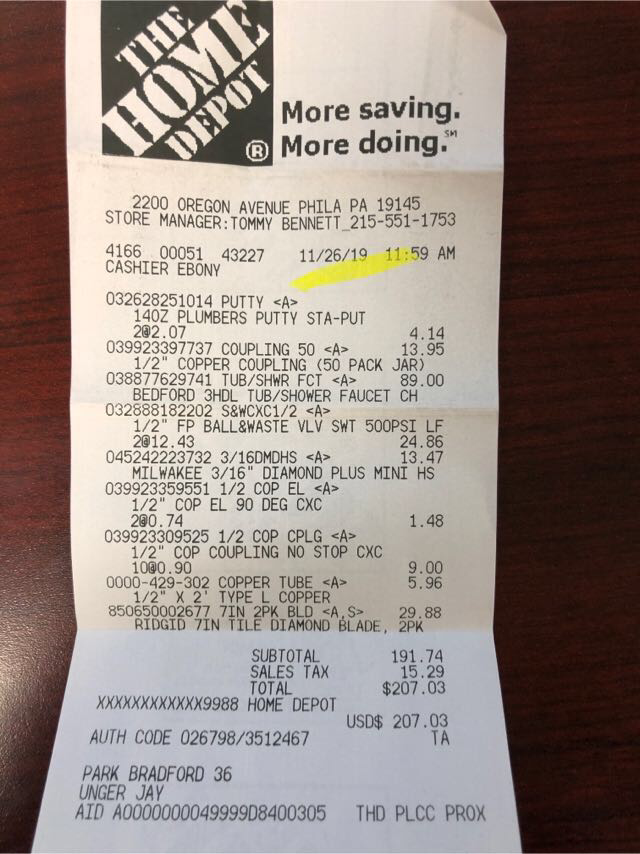 THE
HOME
DEPOT
®
More saving.
More doing.℠
2200 OREGON AVENUE PHILA PA 19145
STORE MANAGER:TOMMY BENNETT_215-551-1753
4166 00051 43227 11/26/19 11:59 AM
CASHIER EBONY
032628251014 PUTTY <A>
14OZ PLUMBERS PUTTY STA-PUT
2@2.07 4.14
039923397737 COUPLING 50 <A> 13.95
1/2" COPPER COUPLING (50 PACK JAR)
038877629741 TUB/SHWR FCT <A> 89.00
BEDFORD 3HDL TUB/SHOWER FAUCET CH
032888182202 S&WCXC1/2 <A>
1/2" FP BALL&WASTE VLV SWT 500PSI LF
2@12.43 24.86
045242223732 3/16DMDHS <A> 13.47
MILWAKEE 3/16" DIAMOND PLUS MINI HS
039923359551 1/2 COP EL <A>
1/2" COP EL 90 DEG CXC
2@0.74 1.48
039923309525 1/2 COP CPLG <A>
1/2" COP COUPLING NO STOP CXC
10@0.90 9.00
0000-429-302 COPPER TUBE <A> 5.96
1/2" X 2' TYPE L COPPER
850650002677 7IN 2PK BLD <A,S> 29.88
RIDGID 7IN TILE DIAMOND BLADE, 2PK
SUBTOTAL 191.74
SALES TAX 15.29
TOTAL $207.03
XXXXXXXXXXXX9988 HOME DEPOT
USD$ 207.03
AUTH CODE 026798/3512467 TA
PARK BRADFORD 36
UNGER JAY
AID A0000000049999D8400305 THD PLCC PROX